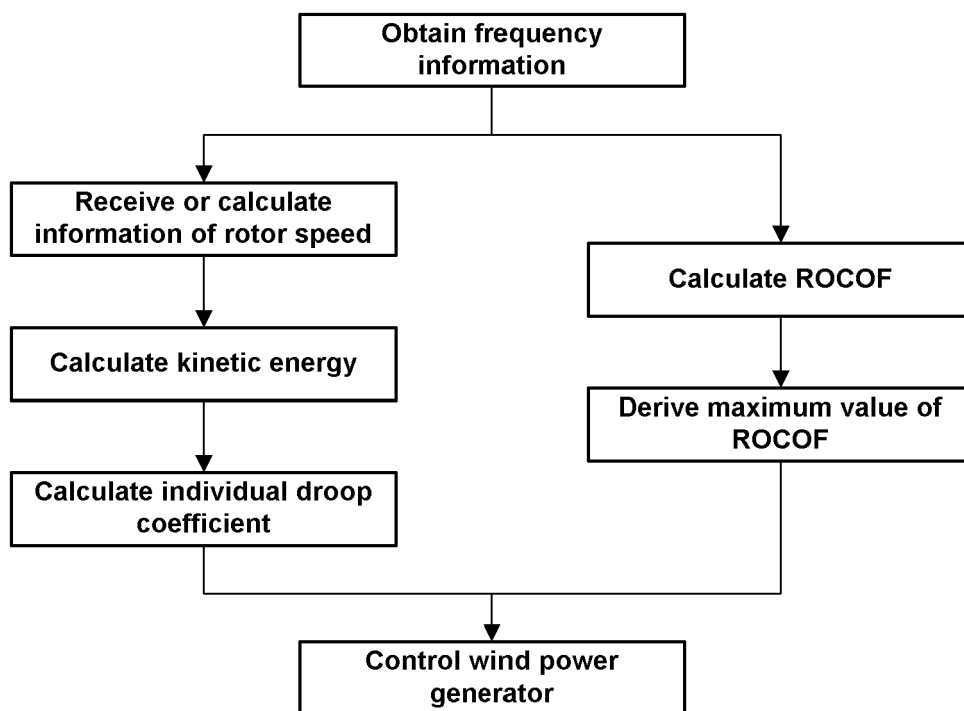 Obtain frequency
information
Receive or calculate
information of rotor speed
Calculate kinetic energy
Calculate individual droop
coefficient
Calculate ROCOF
Derive maximum value of
ROCOF
Control wind power
generator